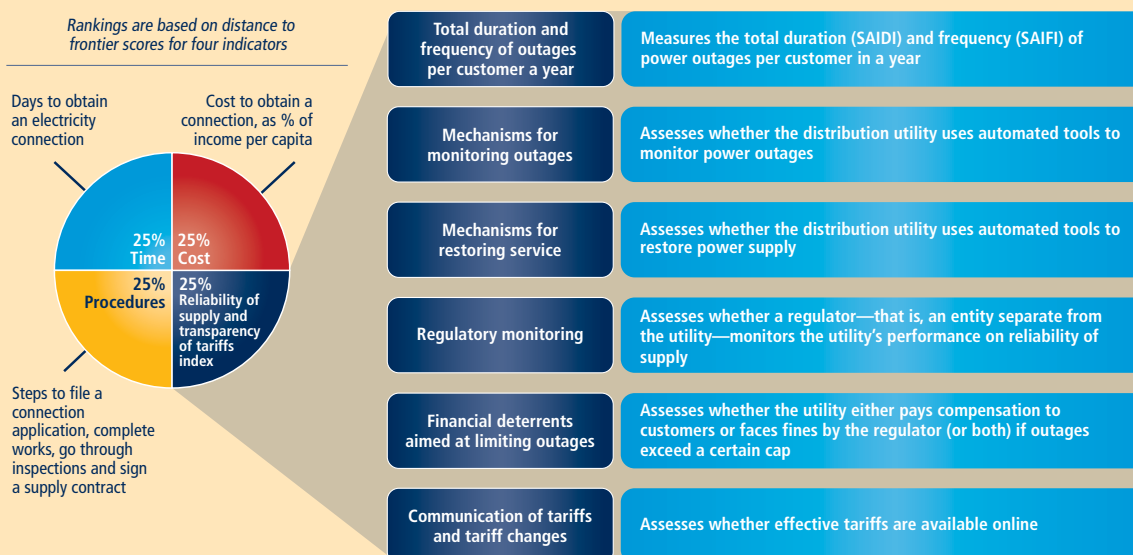 Rankings are based on distance to
frontier scores for four indicators
Days to obtain
an electricity
connection
Cost to obtain a
connection, as % of
income per capita
25%
Time
25%
Cost
25%
Procedures
25%
Reliability of
supply and
transparency
of tariffs
index
Steps to file a
connection
application, complete
works, go through
inspections and sign
a supply contract
Total duration and
frequency of outages
per customer a year
Measures the total duration (SAIDI) and frequency (SAIFI) of
power outages per customer in a year
Mechanisms for
monitoring outages
Assesses whether the distribution utility uses automated tools to
monitor power outages
Mechanisms for
restoring service
Assesses whether the distribution utility uses automated tools to
restore power supply
Regulatory monitoring
Assesses whether a regulator—that is, an entity separate from
the utility—monitors the utility’s performance on reliability of
supply
Financial deterrents
aimed at limiting outages
Assesses whether the utility either pays compensation to
customers or faces fines by the regulator (or both) if outages
exceed a certain cap
Communication of tariffs
and tariff changes
Assesses whether effective tariffs are available online